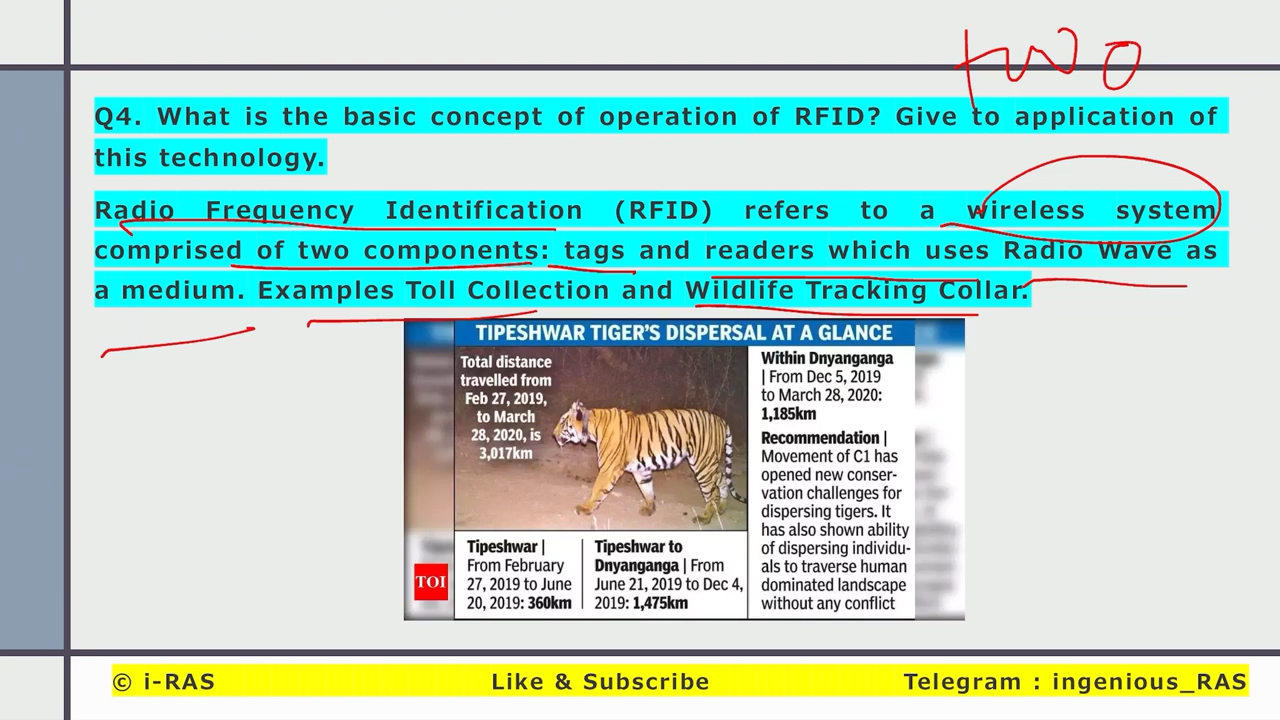 two
Q4. What is the basic concept of operation of RFID? Give to application of
this technology.
Radio Frequency Identification (RFID) refers to a wireless system
comprised of two components: tags and readers which uses Radio Wave as
a medium. Examples Toll Collection and Wildlife Tracking Collar.
TIPESHWAR TIGER'S DISPERSAL AT A GLANCE
Total distance
travelled from
Feb 27, 2019,
to March
28, 2020, is
3,017km
Within Dnyanganga
| From Dec 5, 2019
to March 28, 2020:
1,185km
Recommendation |
Movement of C1 has
opened new conser-
vation challenges for
dispersing tigers. It
has also shown ability
of dispersing individu-
als to traverse human
dominated landscape
without any conflict
Tipeshwar |
From February
27, 2019 to June
20, 2019: 360km
Tipeshwar to
Dnyanganga | From
June 21, 2019 to Dec 4,
2019: 1,475km
TOI
© i-RAS
Like & Subscribe
Telegram : ingenious_RAS